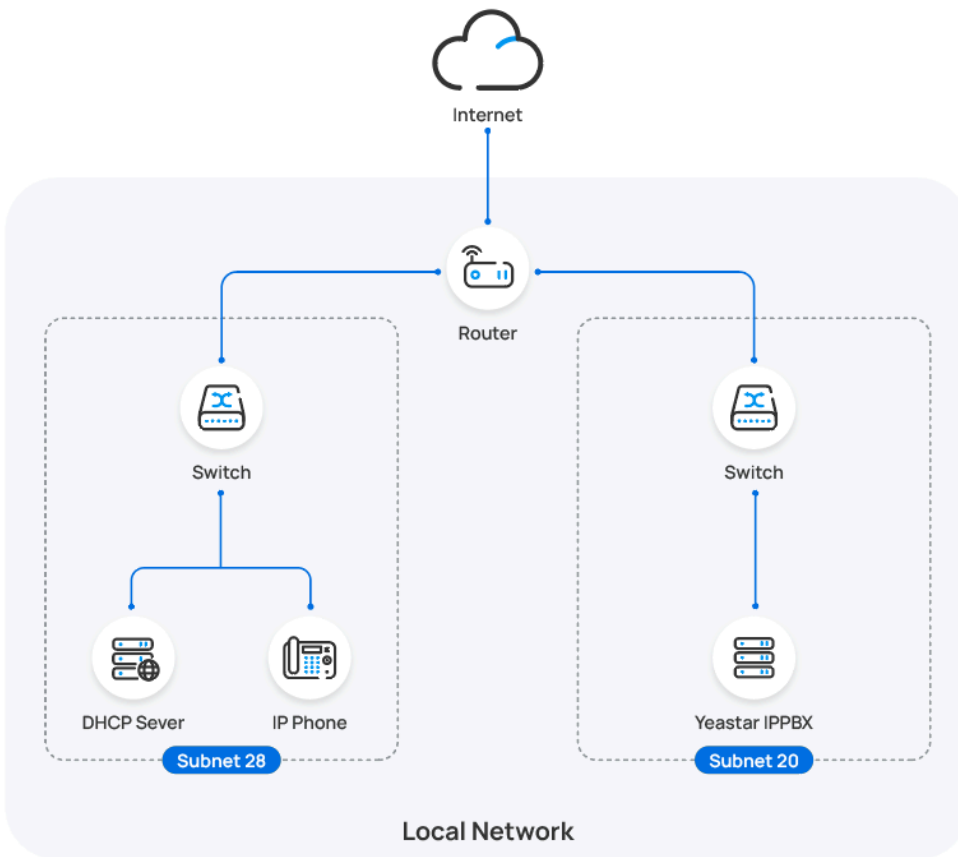 Internet
Router
Switch
Switch
DHCP Sever
IP Phone
Yeastar IPPBX
Subnet 28
Subnet 20
Local Network